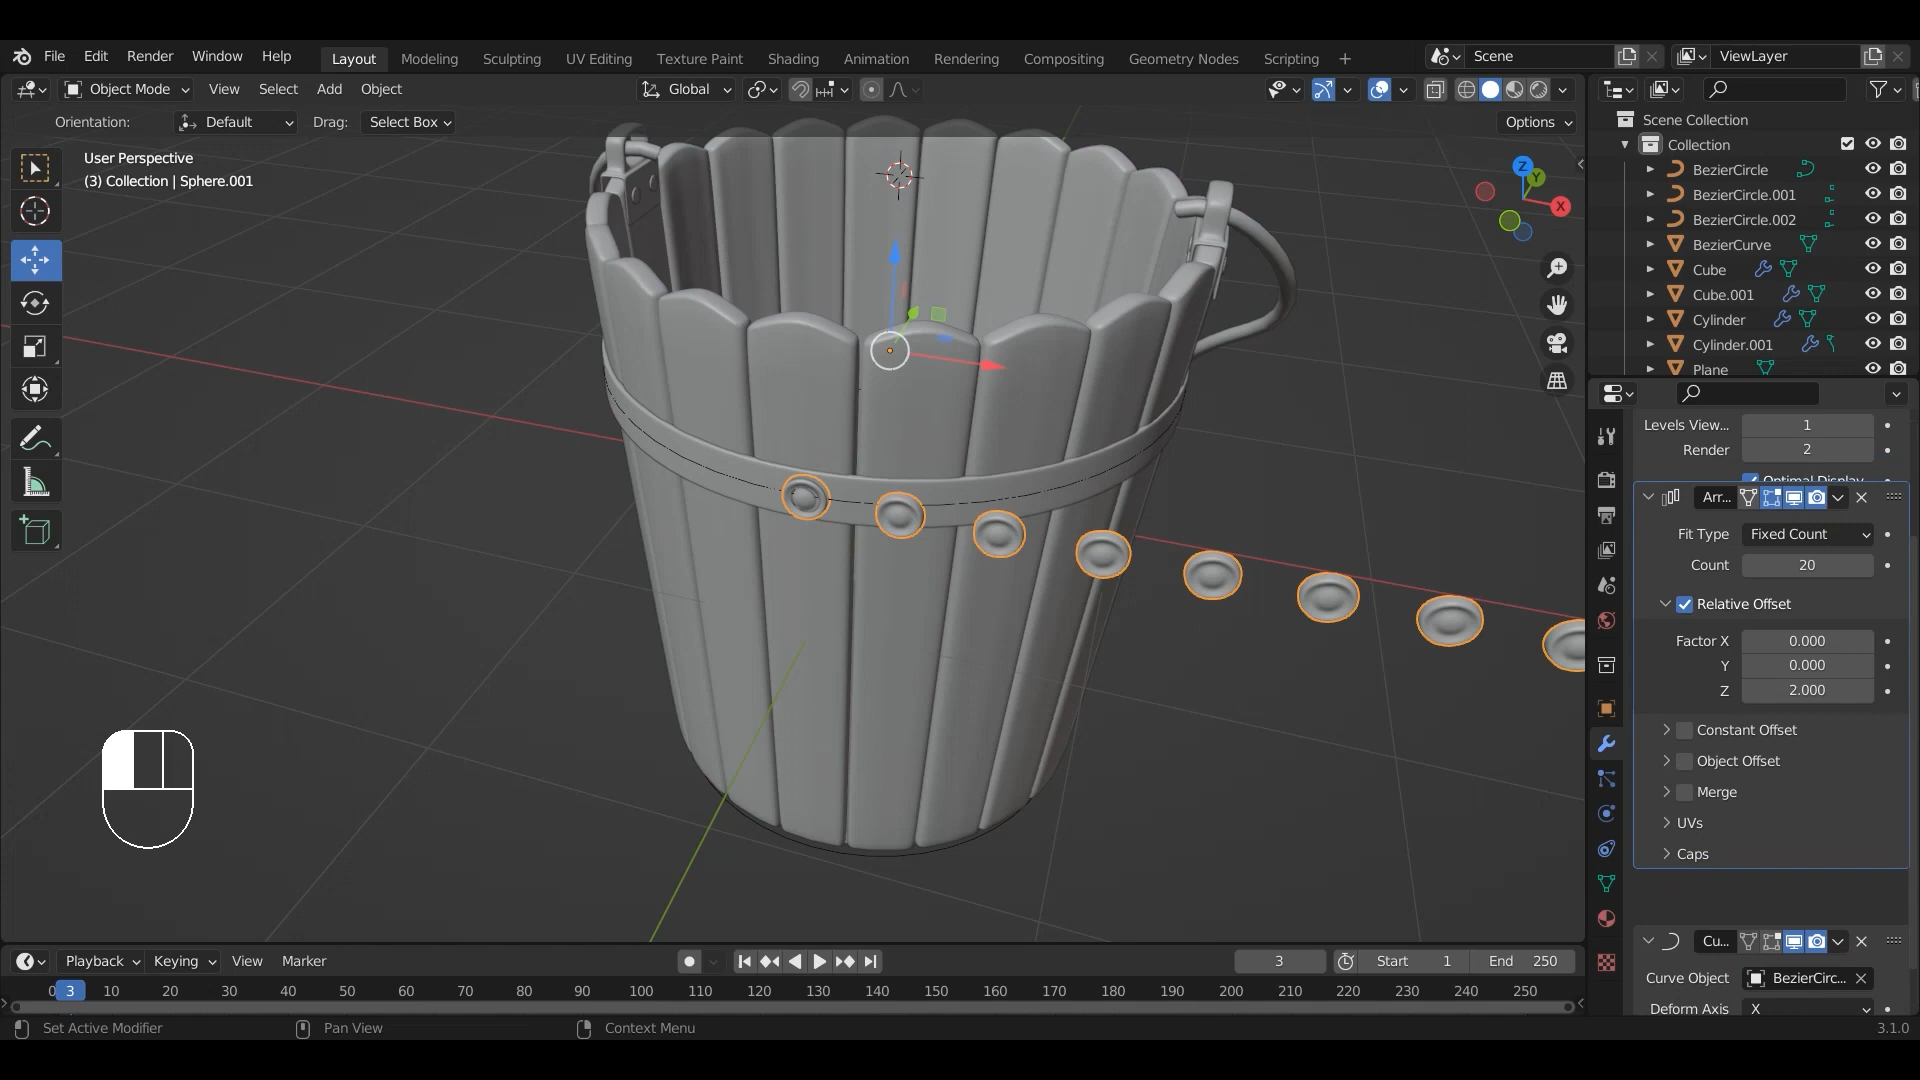 File Edit Render Window Help Layout Modeling Sculpting UV Editing Texture Paint Shading Animation Rendering Compositing Geometry Nodes Scripting + Scene ViewLayer
Object Mode View Select Add Object Global
Orientation: Default Drag: Select Box Options
User Perspective
(3) Collection | Sphere.001
Z
Y
X
Scene Collection
Collection
BezierCircle
BezierCircle.001
BezierCircle.002
BezierCurve
Cube
Cube.001
Cylinder
Cylinder.001
Plane
Levels View... 1
Render 2
Optimal Display
Arr...
Fit Type Fixed Count
Count 20
Relative Offset
Factor X 0.000
Y 0.000
Z 2.000
Constant Offset
Object Offset
Merge
UVs
Caps
Cu...
Curve Object BezierCirc...
Deform Axis X
Playback Keying View Marker 3 Start 1 End 250
0 3 10 20 30 40 50 60 70 80 90 100 110 120 130 140 150 160 170 180 190 200 210 220 230 240 250
Set Active Modifier Pan View Context Menu 3.1.0